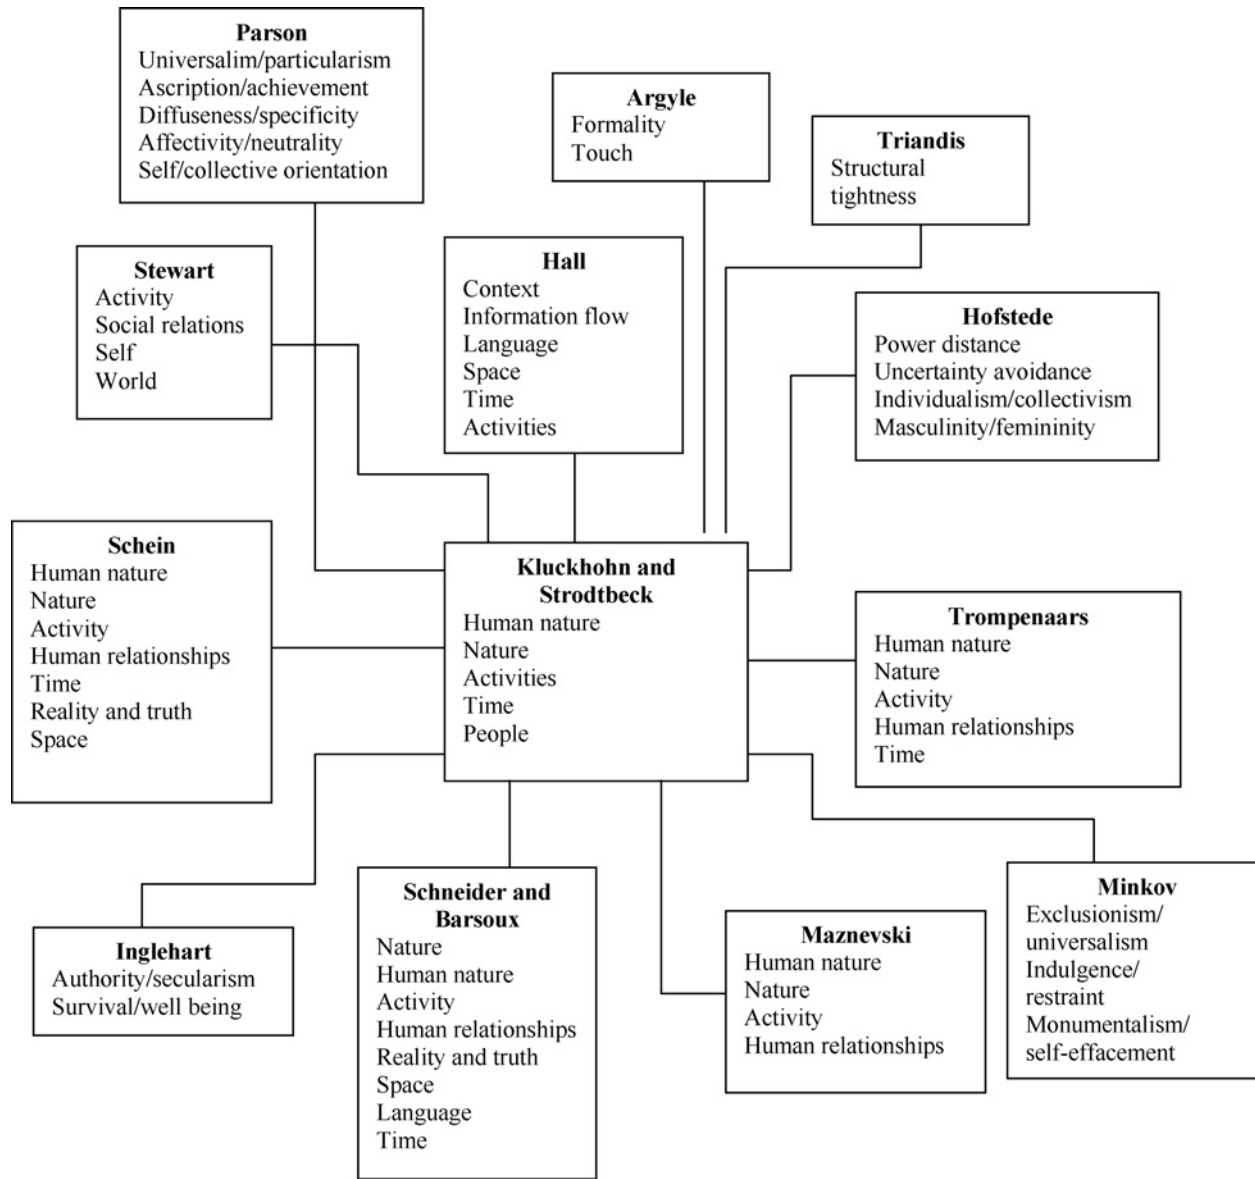 Parson
Universalim/particularism
Ascription/achievement
Diffuseness/specificity
Affectivity/neutrality
Self/collective orientation
Argyle
Formality
Touch
Triandis
Structural
tightness
Stewart
Activity
Social relations
Self
World
Hall
Context
Information flow
Language
Space
Time
Activities
Hofstede
Power distance
Uncertainty avoidance
Individualism/collectivism
Masculinity/femininity
Schein
Human nature
Nature
Activity
Human relationships
Time
Reality and truth
Space
Kluckhohn and
Strodtbeck
Human nature
Nature
Activities
Time
People
Trompenaars
Human nature
Nature
Activity
Human relationships
Time
Inglehart
Authority/secularism
Survival/well being
Schneider and
Barsoux
Nature
Human nature
Activity
Human relationships
Reality and truth
Space
Language
Time
Maznevski
Human nature
Nature
Activity
Human relationships
Minkov
Exclusionism/
universalism
Indulgence/
restraint
Monumentalism/
self-effacement